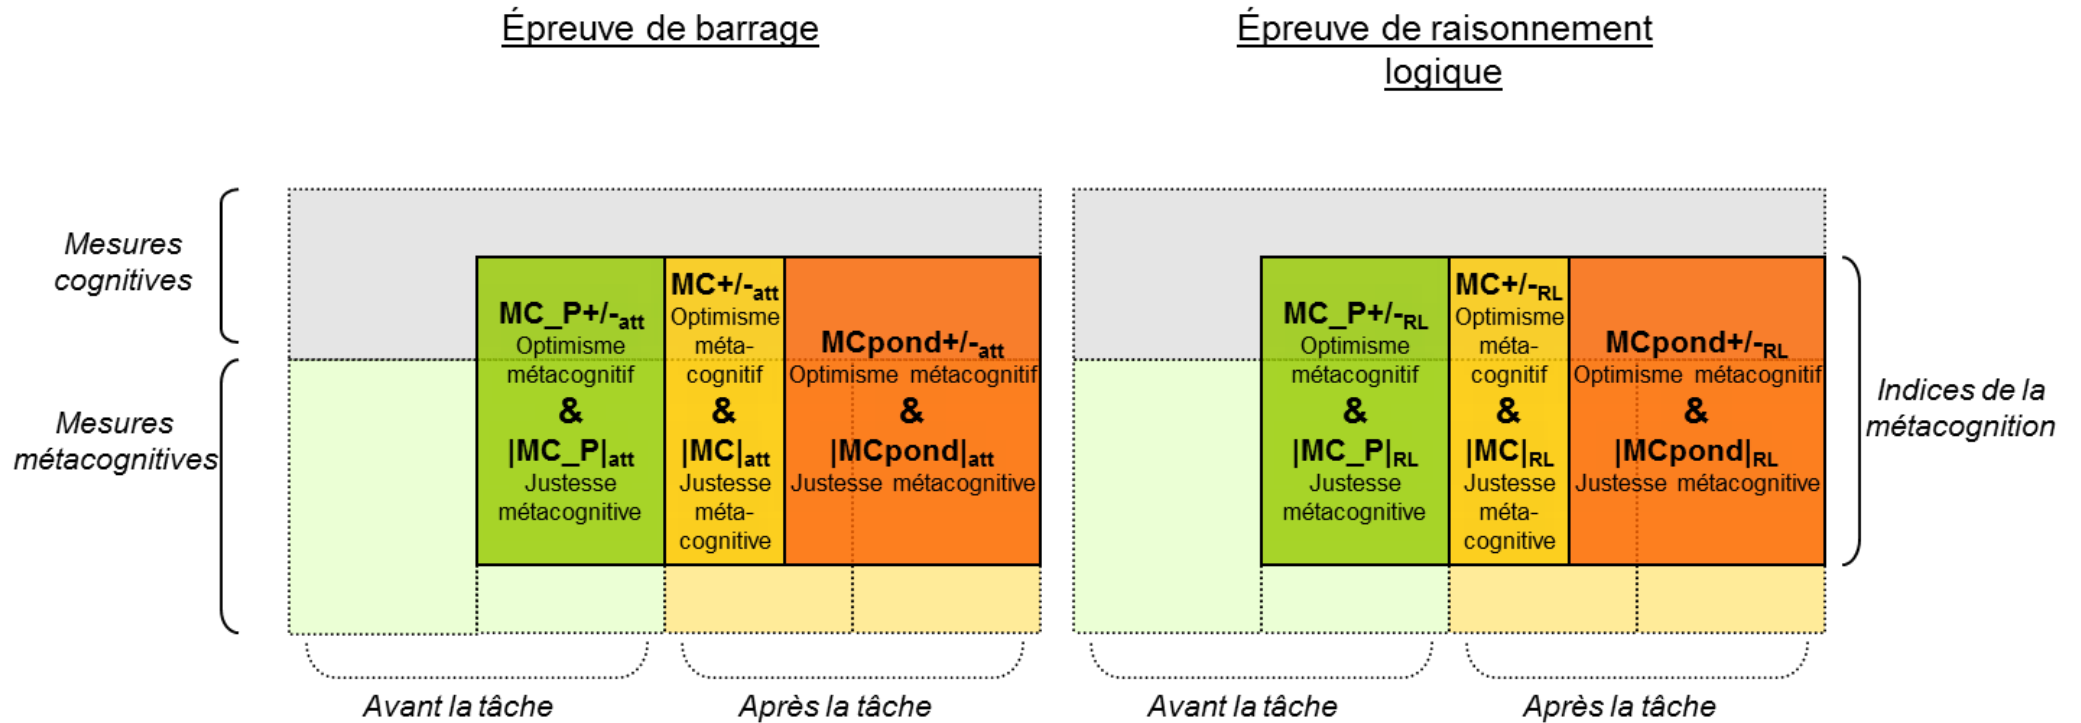 Épreuve de barrage
Épreuve de raisonnement
logique
Mesures
cognitives
Mesures
métacognitives
MC_P+/-att
Optimisme
métacognitif
&
|MC_P|att
Justesse
métacognitive
MC+/-att
Optimisme
méta-
cognitif
&
|MC|att
Justesse
méta-
cognitive
MCpond+/-att
Optimisme métacognitif
&
|MCpond|att
Justesse métacognitive
MC_P+/-RL
Optimisme
métacognitif
&
|MC_P|RL
Justesse
métacognitive
MC+/-RL
Optimisme
méta-
cognitif
&
|MC|RL
Justesse
méta-
cognitive
MCpond+/-RL
Optimisme métacognitif
&
|MCpond|RL
Justesse métacognitive
Indices de la
métacognition
Avant la tâche
Après la tâche
Avant la tâche
Après la tâche